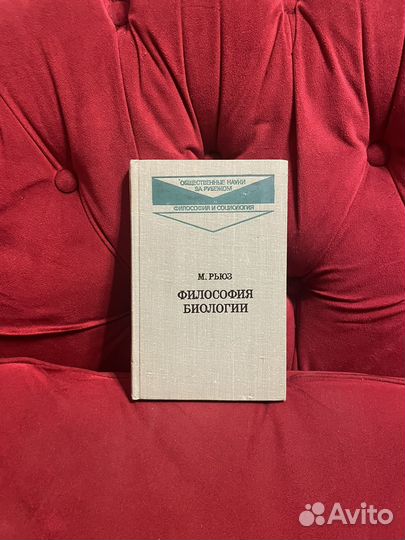 ОБЩЕСТВЕННЫЕ НАУКИ
ЗА РУБЕЖОМ
ФИЛОСОФИЯ И СОЦИОЛОГИЯ
М. РЬЮЗ
ФИЛОСОФИЯ
БИОЛОГИИ
Avito